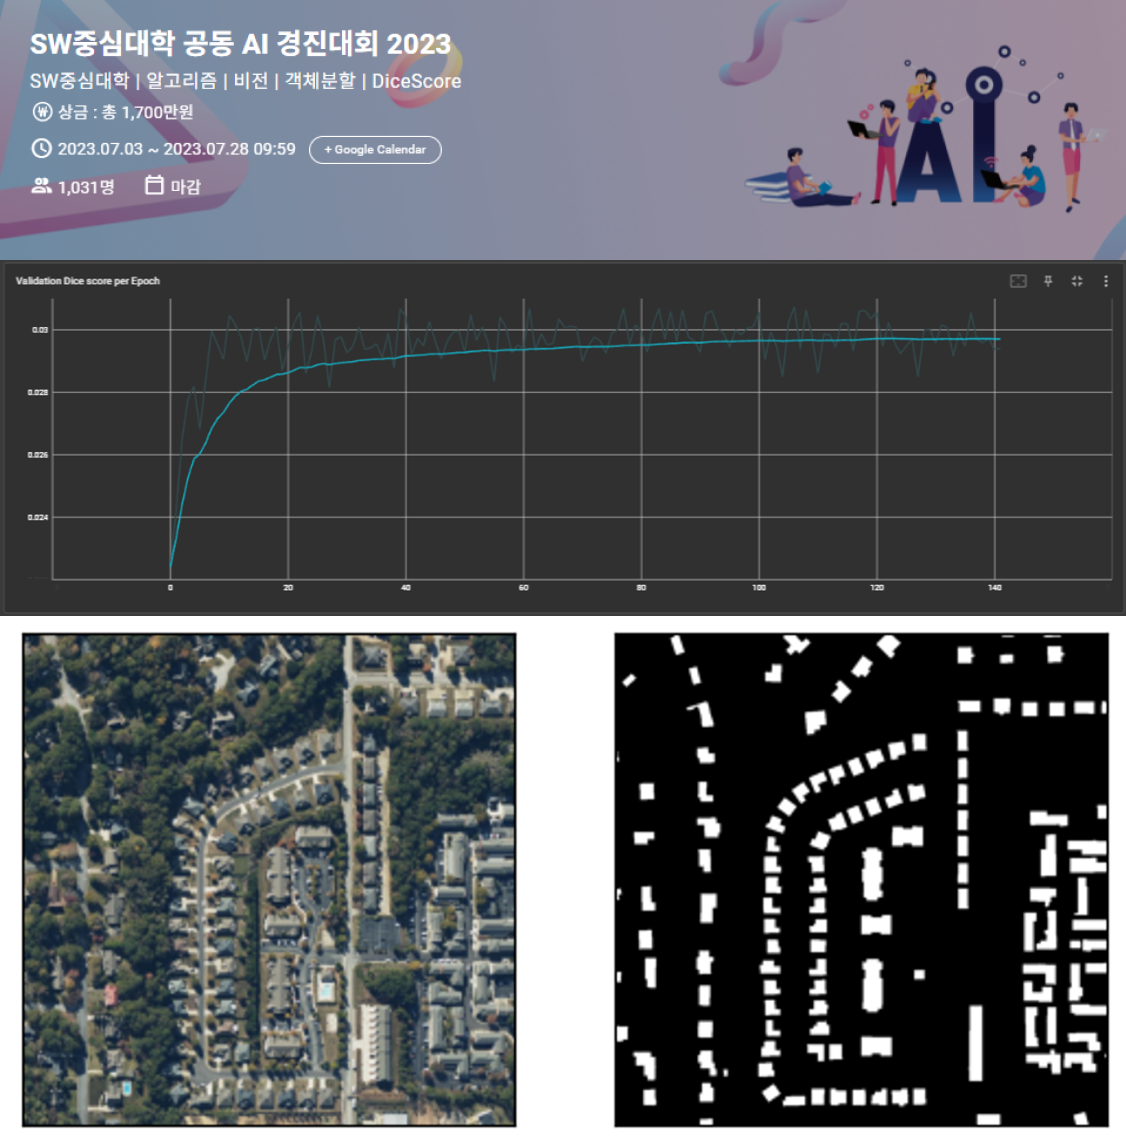 SW중심대학 공동 AI 경진대회 2023
SW중심대학 | 알고리즘 | 비전 | 객체분할 | DiceScore
상금 : 총 1,700만원
2023.07.03 ~ 2023.07.28 09:59 + Google Calendar
1,031명 마감
Validation Dice score per Epoch
0.03
0.028
0.026
0.024
0 20 40 60 80 100 120 140
AI